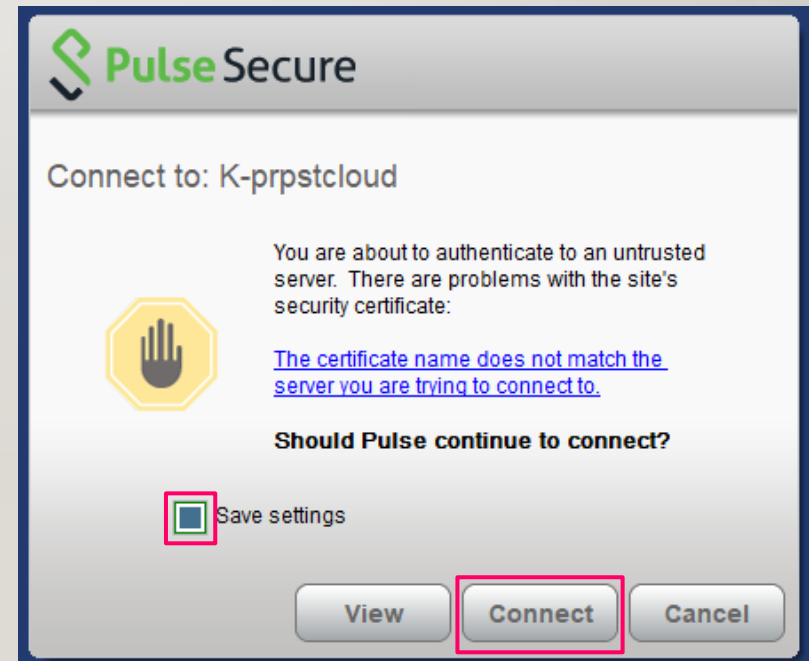 Pulse Secure
Connect to: K-prpstcloud
You are about to authenticate to an untrusted
server.  There are problems with the site's
security certificate:
The certificate name does not match the
server you are trying to connect to.
Should Pulse continue to connect?
Save settings
View Connect Cancel